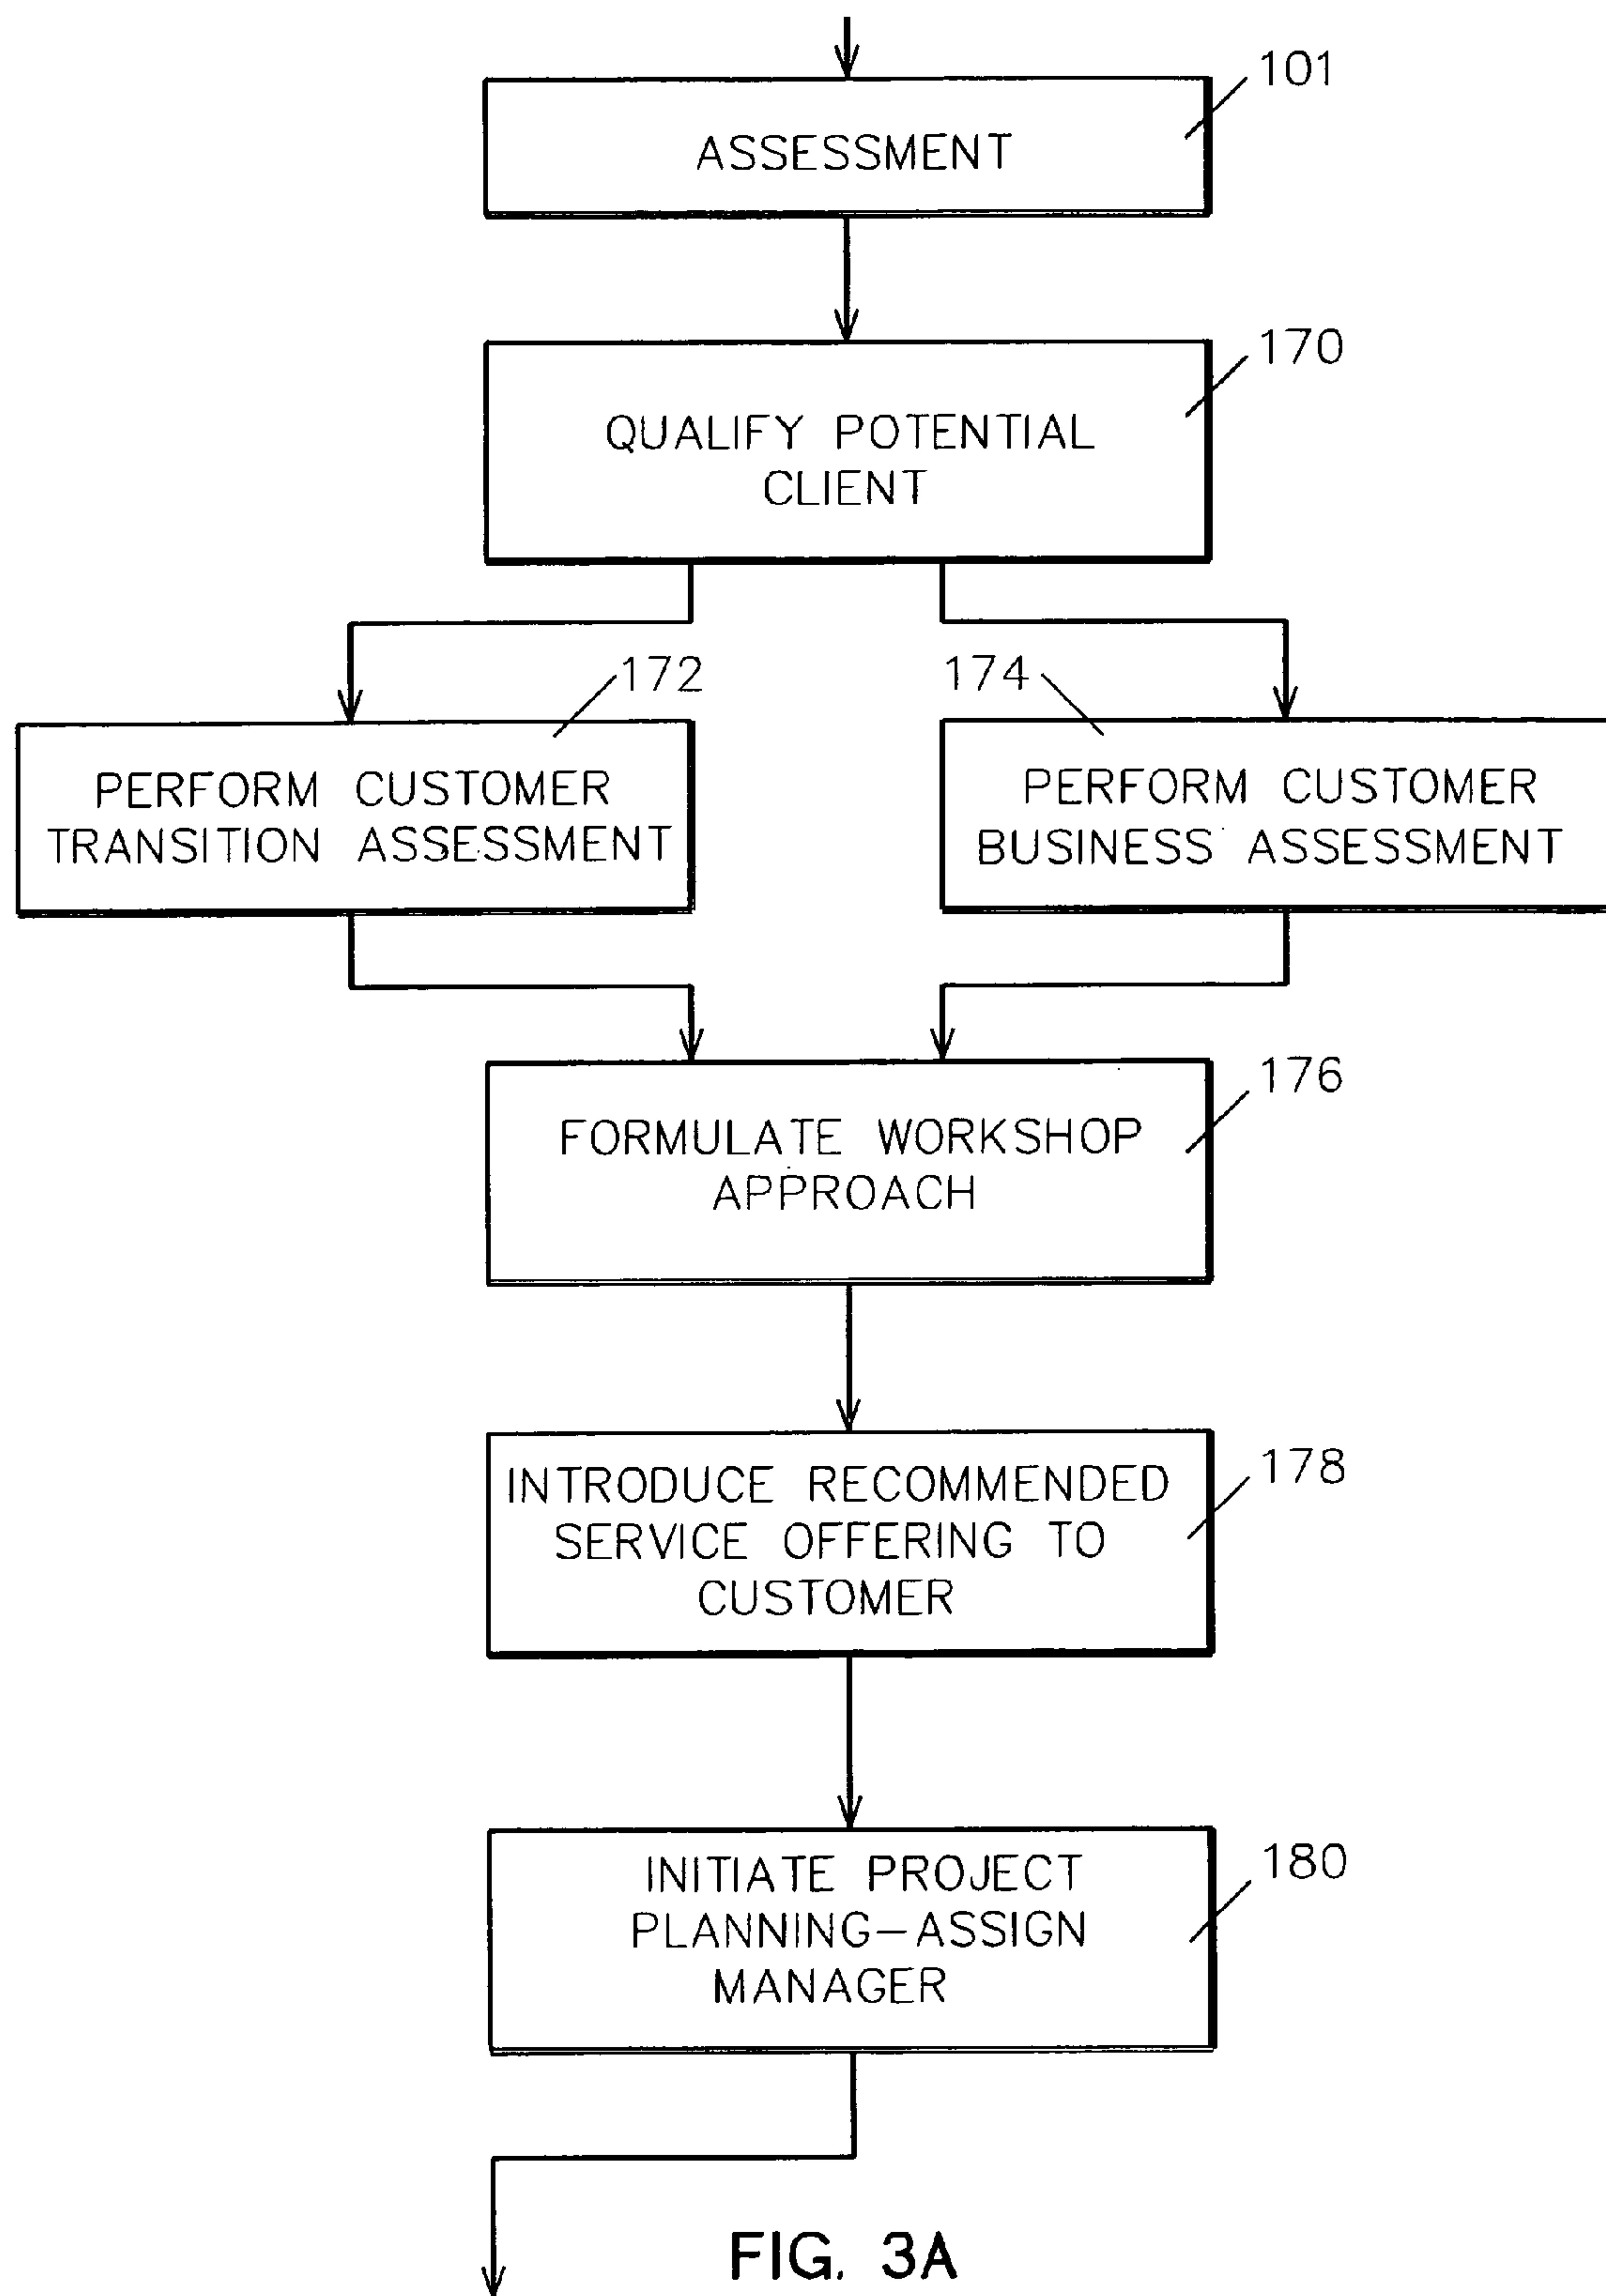 101
ASSESSMENT
170
QUALIFY POTENTIAL
CLIENT
172
174
PERFORM CUSTOMER
TRANSITION ASSESSMENT
PERFORM CUSTOMER
BUSINESS ASSESSMENT
176
FORMULATE WORKSHOP
APPROACH
178
INTRODUCE RECOMMENDED
SERVICE OFFERING TO
CUSTOMER
180
INITIATE PROJECT
PLANNING—ASSIGN
MANAGER
FIG. 3A